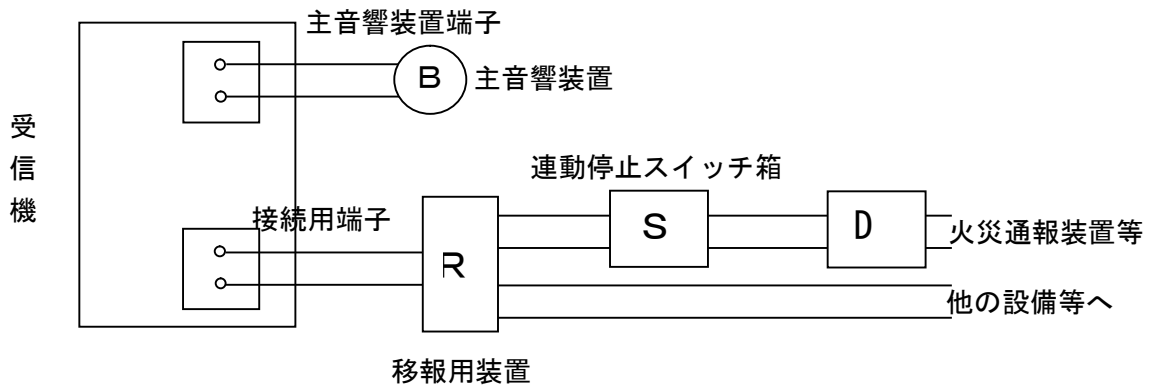 主音響装置端子
B
主音響装置
受信機
連動停止スイッチ箱
接続用端子
S
D
火災通報装置等
R
他の設備等へ
移報用装置